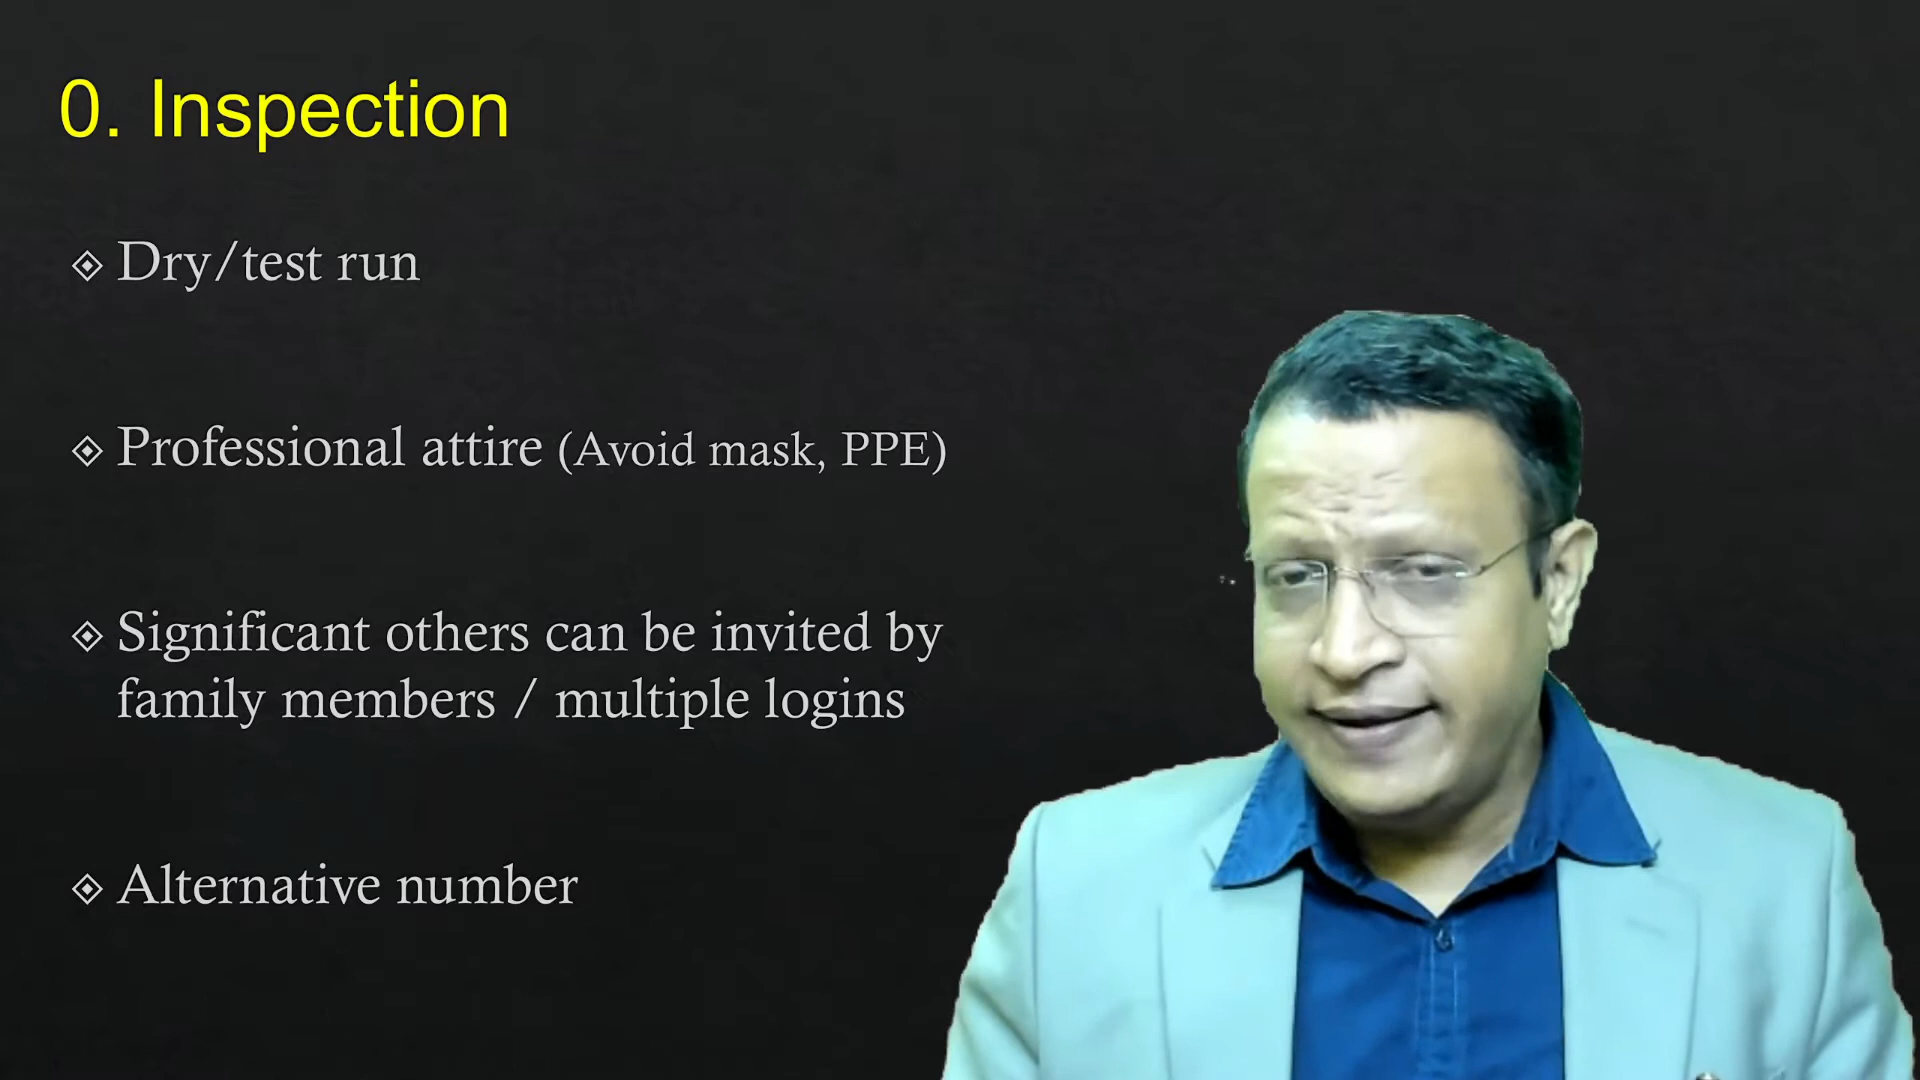 0. Inspection
Dry/test run
Professional attire (Avoid mask, PPE)
Significant others can be invited by
family members / multiple logins
Alternative number